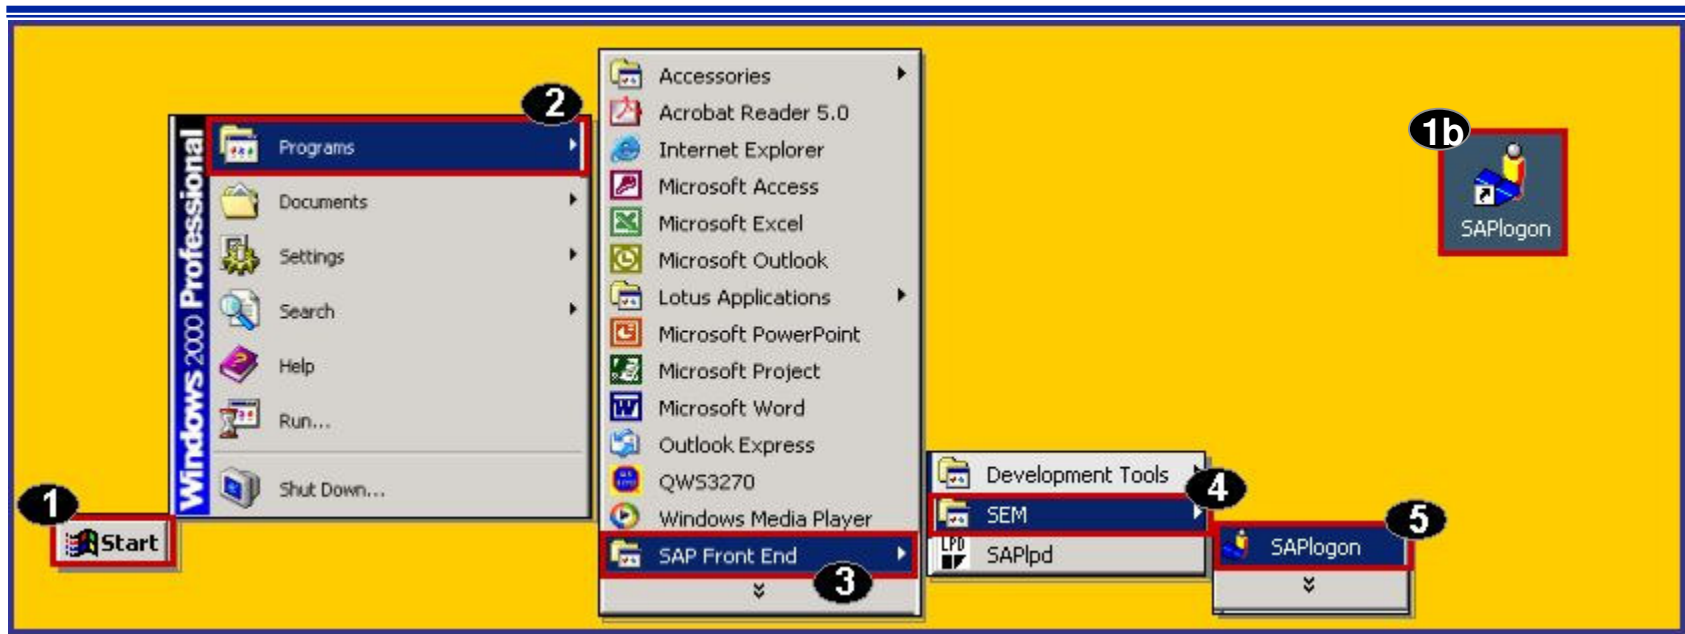 1
Start
Windows 2000 Professional
2
Programs
Documents
Settings
Search
Help
Run...
Shut Down...
Accessories
Acrobat Reader 5.0
Internet Explorer
Microsoft Access
Microsoft Excel
Microsoft Outlook
Lotus Applications
Microsoft PowerPoint
Microsoft Project
Microsoft Word
Outlook Express
QWS3270
Windows Media Player
SAP Front End
3
Development Tools
4
SEM
LPD
SAPlpd
5
SAPlogon
1b
SAPlogon